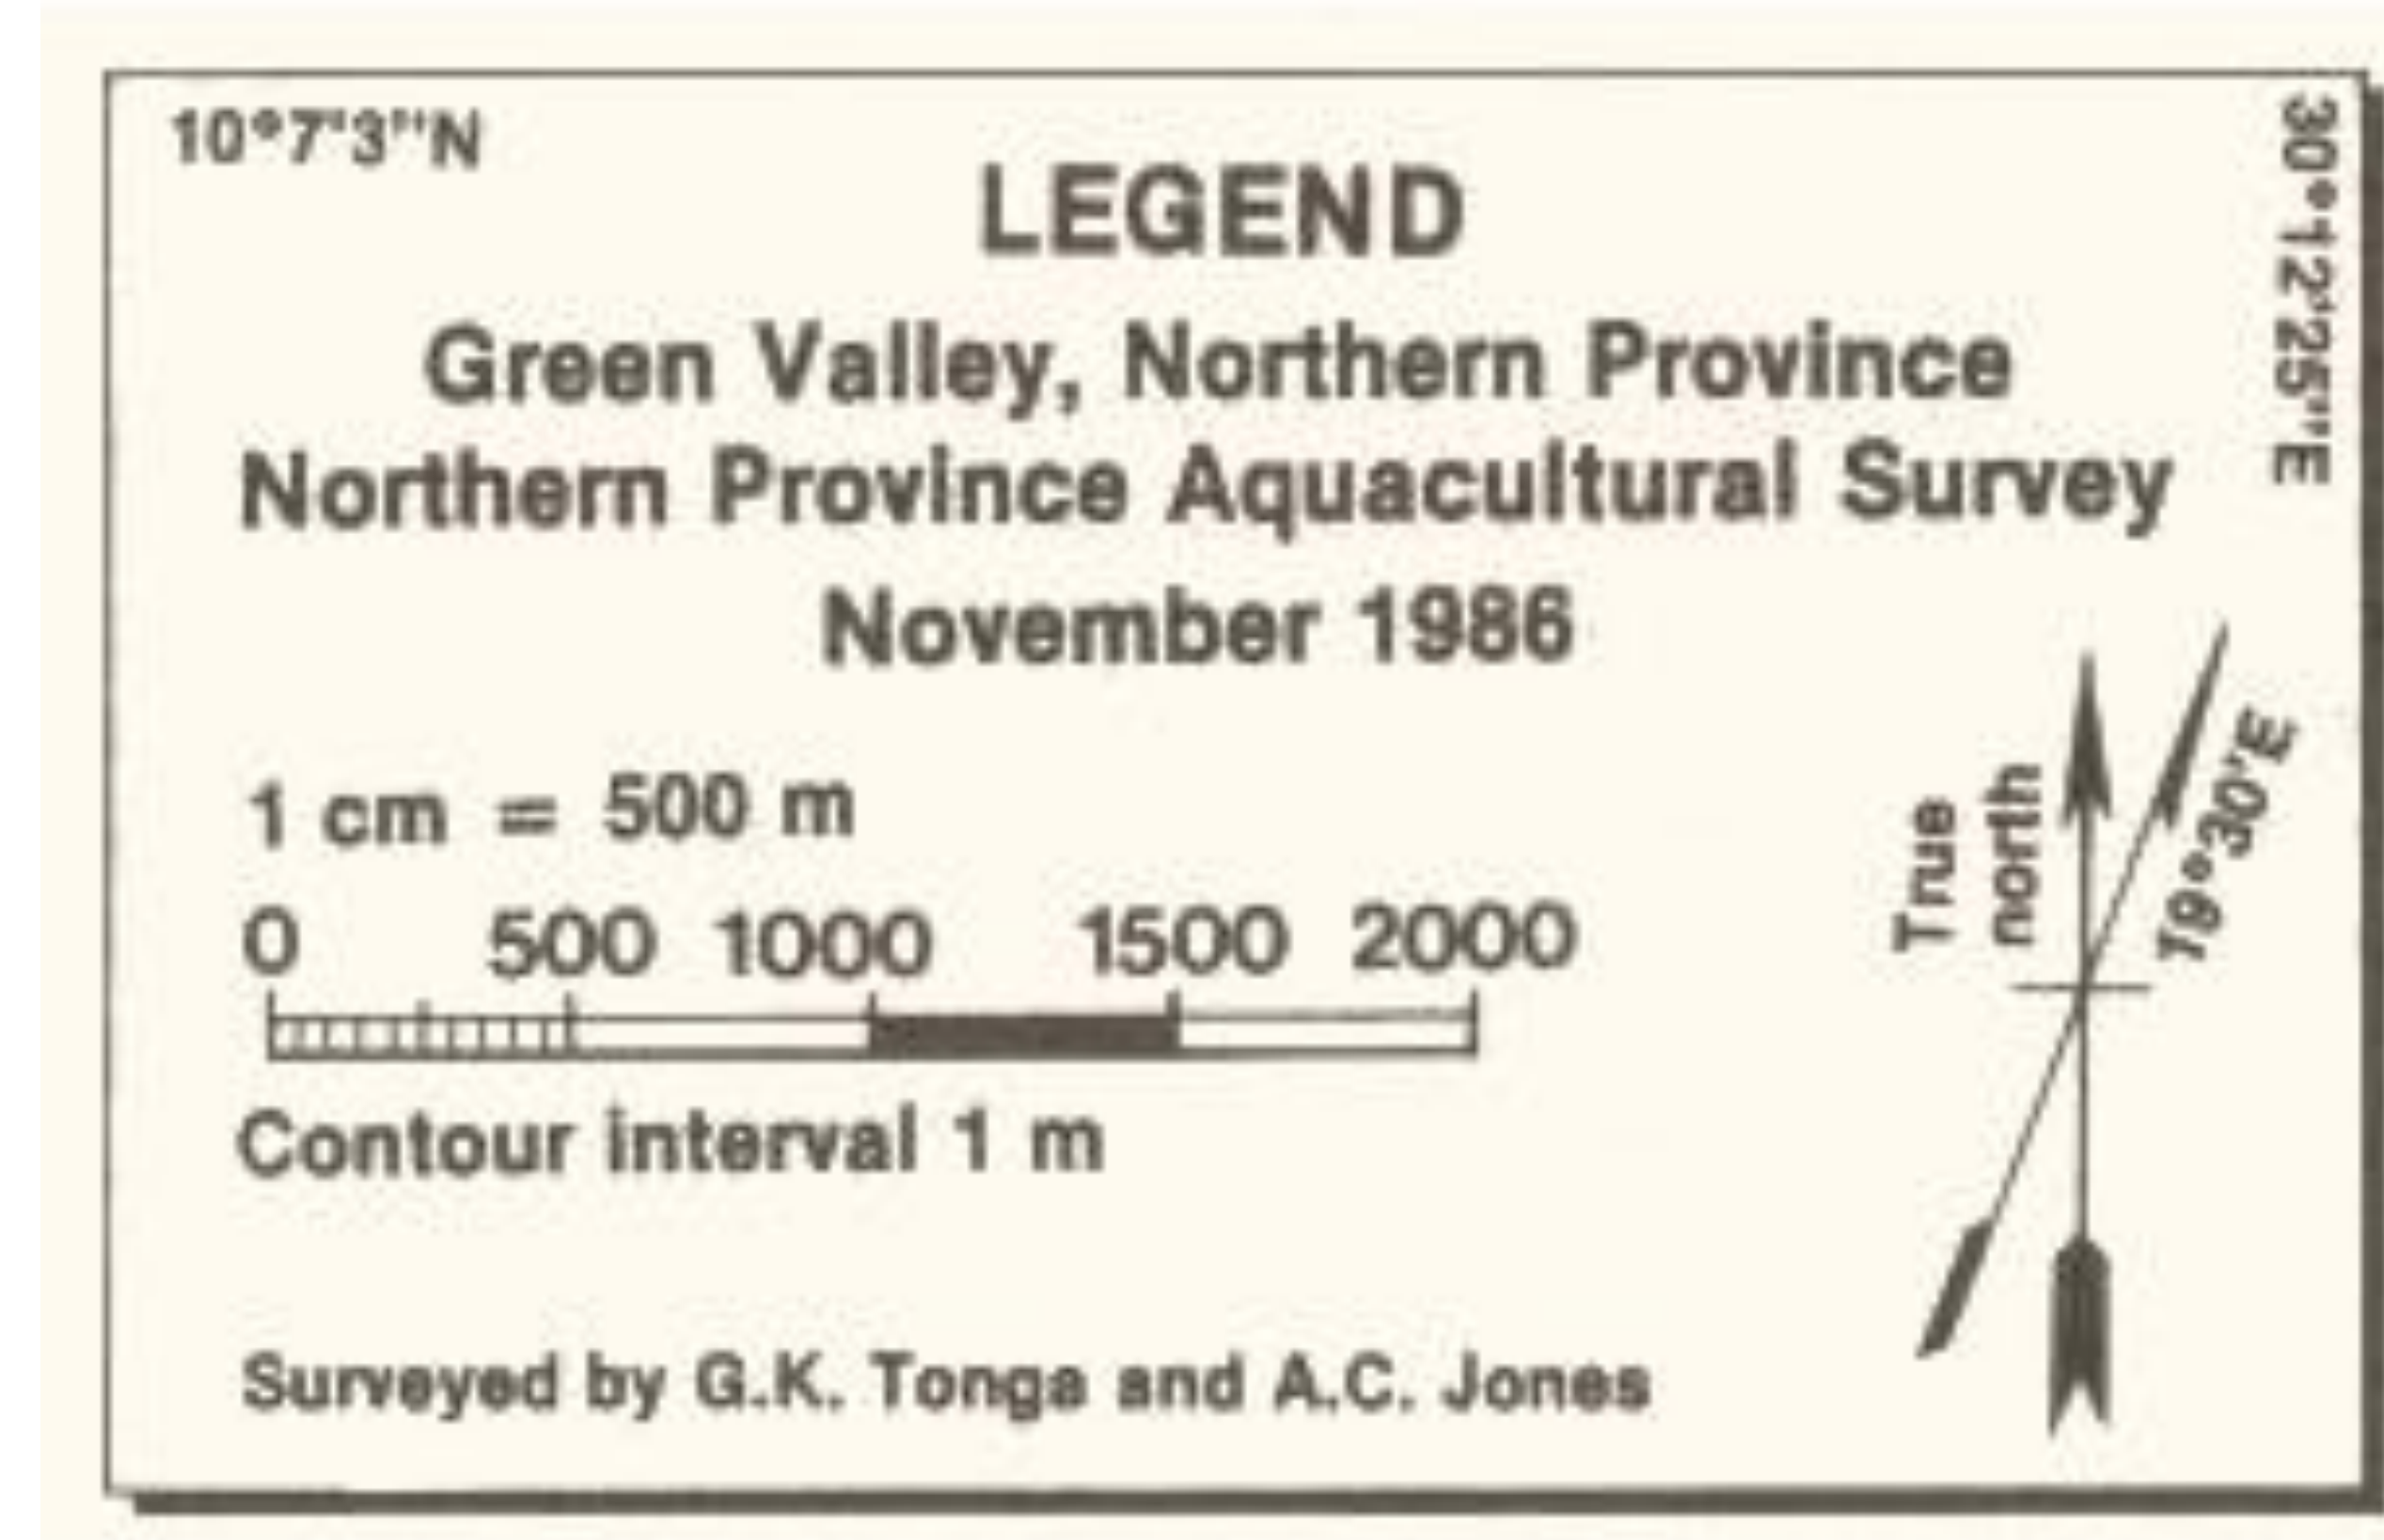 10°7'3"N
30°12'25"E
LEGEND
Green Valley, Northern Province
Northern Province Aquacultural Survey
November 1986
1 cm = 500 m
0 500 1000 1500 2000
Contour interval 1 m
True
north
19°30'E
Surveyed by G.K. Tonga and A.C. Jones